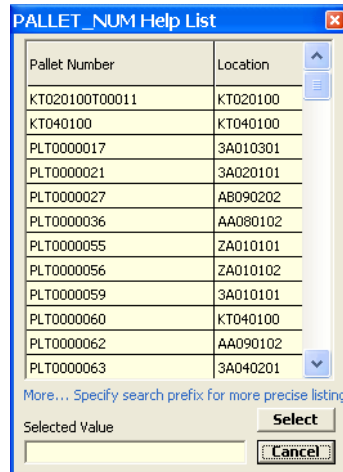 PALLET_NUM Help List
Pallet Number Location
KT020100T00011 KT020100
KT040100 KT040100
PLT0000017 3A010301
PLT0000021 3A020101
PLT0000027 AB090202
PLT0000036 AA080102
PLT0000055 ZA010101
PLT0000056 ZA010102
PLT0000059 3A010101
PLT0000060 KT040100
PLT0000062 AA090102
PLT0000063 3A040201
More... Specify search prefix for more precise listing
Selected Value Select
Cancel